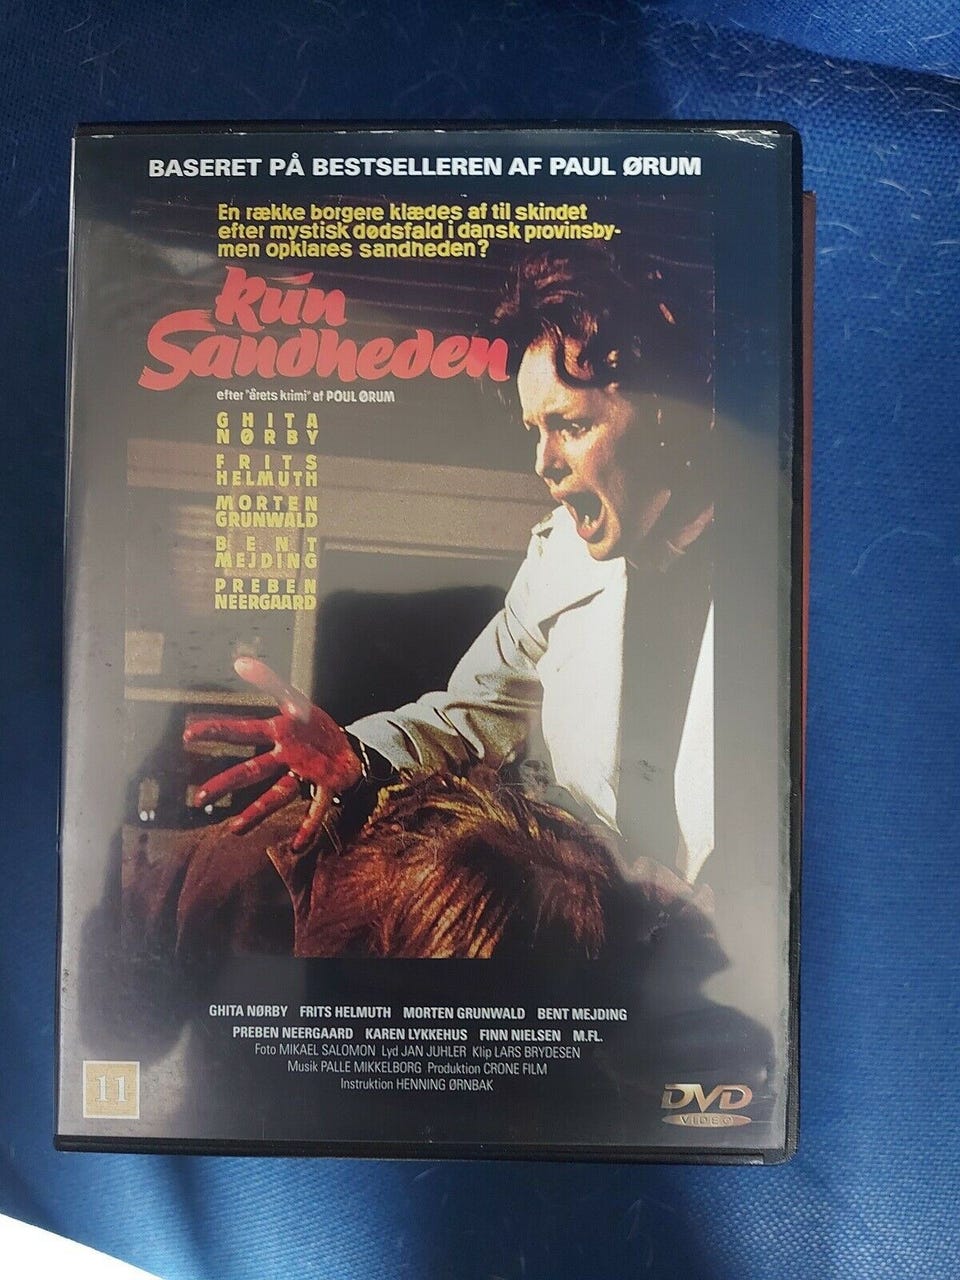 BASERET PÅ BESTSELLEREN AF PAUL ØRUM
En række borgere klædes af til skindet
efter mystisk dødsfald i dansk provinsby-
men opklares sandheden?
Kun
Sandheden
efter "årets krimi" af POUL ØRUM
GHITA
NØRBY
FRITS
HELMUTH
MORTEN
GRUNWALD
BENT
MEJDING
PREBEN
NEERGAARD
GHITA NØRBY FRITS HELMUTH MORTEN GRUNWALD BENT MEJDING
PREBEN NEERGAARD KAREN LYKKEHUS FINN NIELSEN M.FL.
Foto MIKAEL SALOMON Lyd JAN JUHLER Klip LARS BRYDESEN
Musik PALLE MIKKELBORG Produktion CRONE FILM
Instruktion HENNING ØRNBAK
11
DVD
VIDEO